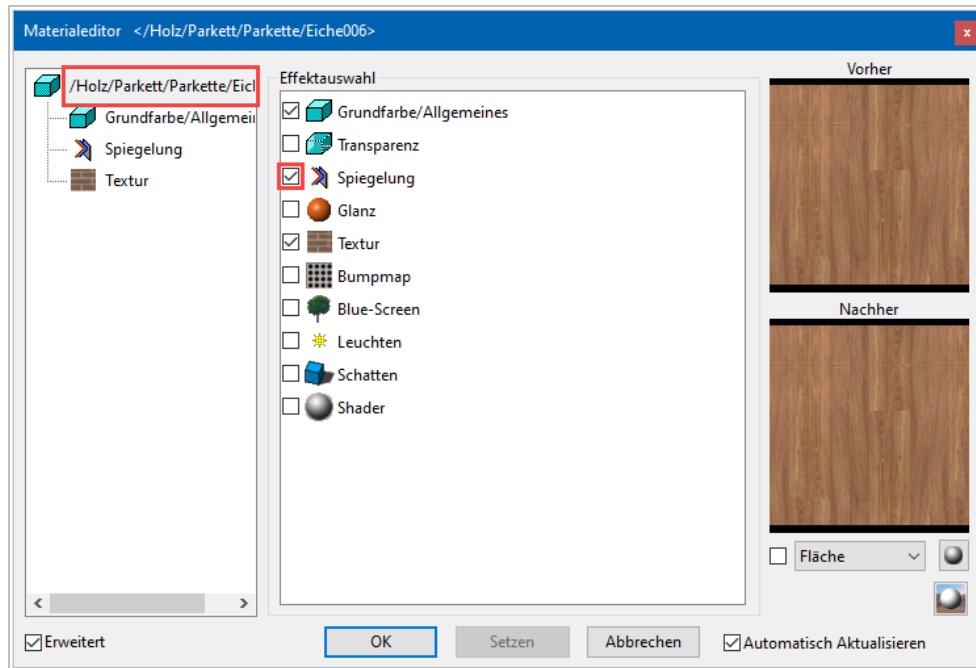 Materialeditor </Holz/Parkett/Parkette/Eiche006>
x
/Holz/Parkett/Parkette/Eicl
Grundfarbe/Allgemei
Spiegelung
Textur
Effektauswahl
Grundfarbe/Allgemeines
Transparenz
Spiegelung
Glanz
Textur
Bumpmap
Blue-Screen
Leuchten
Schatten
Shader
Vorher
Nachher
Fläche
Erweitert
OK
Setzen
Abbrechen
Automatisch Aktualisieren